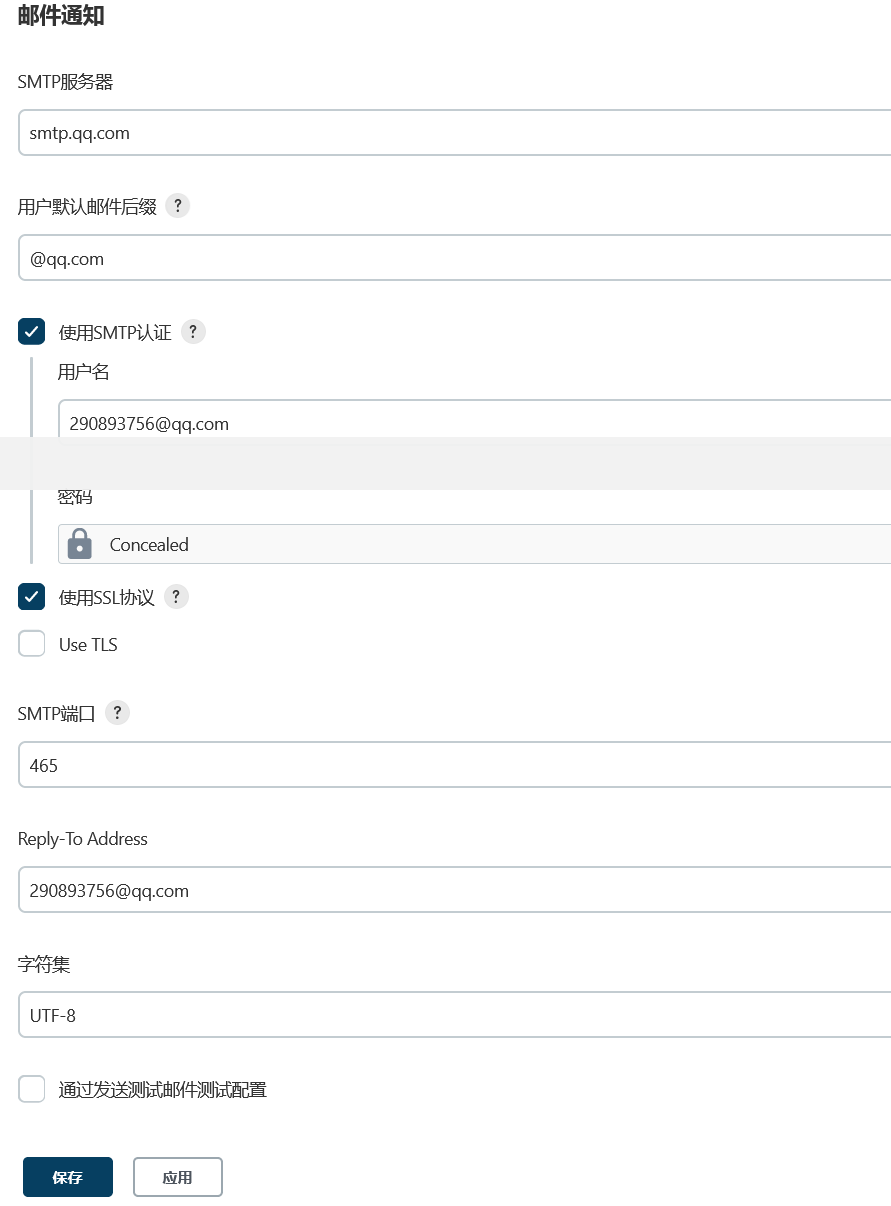 邮件通知
SMTP服务器
smtp.qq.com
用户默认邮件后缀 ?
@qq.com
使用SMTP认证 ?
用户名
290893756@qq.com
密码
Concealed
使用SSL协议 ?
Use TLS
SMTP端口 ?
465
Reply-To Address
290893756@qq.com
字符集
UTF-8
通过发送测试邮件测试配置
保存 应用